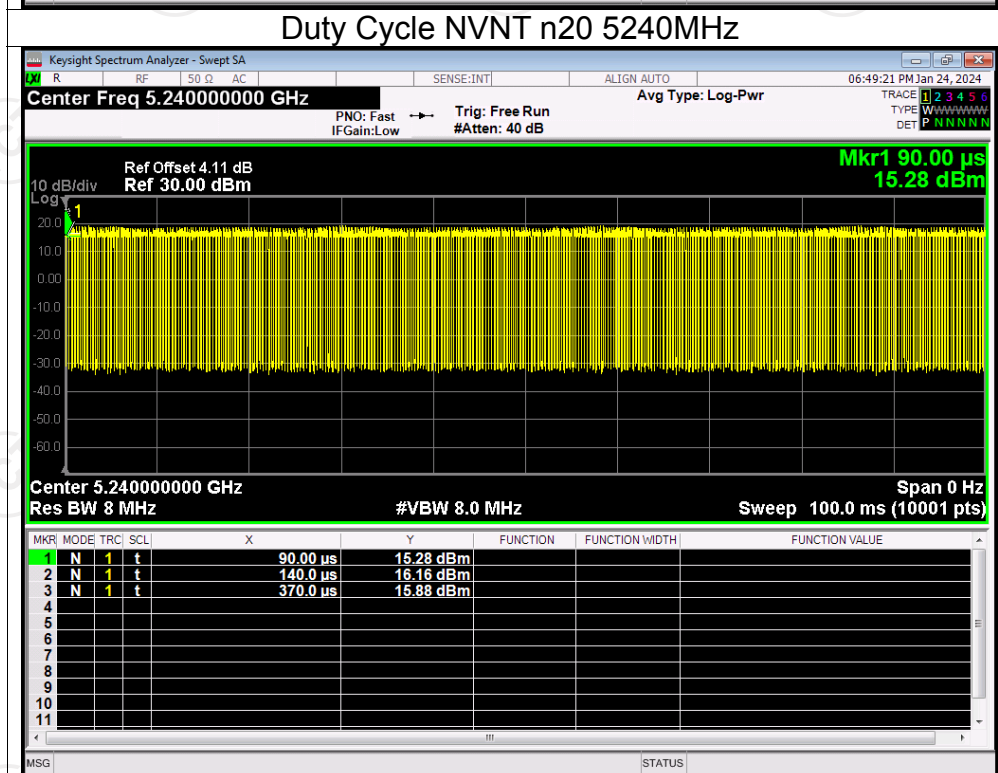 Duty Cycle NVNT n20 5240MHz
Keysight Spectrum Analyzer - Swept SA
LXI R RF 50 Ω AC SENSE:INT ALIGN AUTO 06:49:21 PM Jan 24, 2024
Center Freq 5.240000000 GHz Avg Type: Log-Pwr TRACE 1 2 3 4 5 6
PNO: Fast Trig: Free Run TYPE WWWWWW
IFGain:Low #Atten: 40 dB DET P N N N N N
Mkr1 90.00 µs
Ref Offset 4.11 dB
10 dB/div Ref 30.00 dBm 15.28 dBm
Log
1
20.0
10.0
0.00
-10.0
-20.0
-30.0
-40.0
-50.0
-60.0
Center 5.240000000 GHz Span 0 Hz
Res BW 8 MHz #VBW 8.0 MHz Sweep 100.0 ms (10001 pts)
MKR MODE TRC SCL X Y FUNCTION FUNCTION WIDTH FUNCTION VALUE
1 N 1 t 90.00 µs 15.28 dBm
2 N 1 t 140.0 µs 16.16 dBm
3 N 1 t 370.0 µs 15.88 dBm
4
5
6
7
8
9
10
11
MSG STATUS